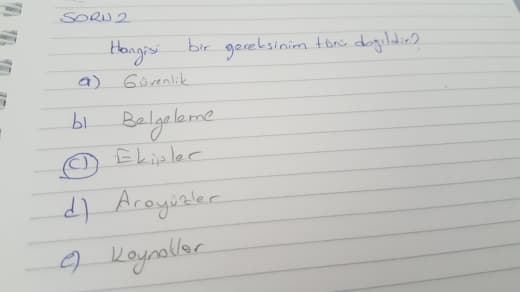 SORU 2
Hangisi bir gereksinim türü değildir?
a) Güvenlik
b) Belgeleme
c) Ekipler
d) Arayüzler
e) Kaynaklar